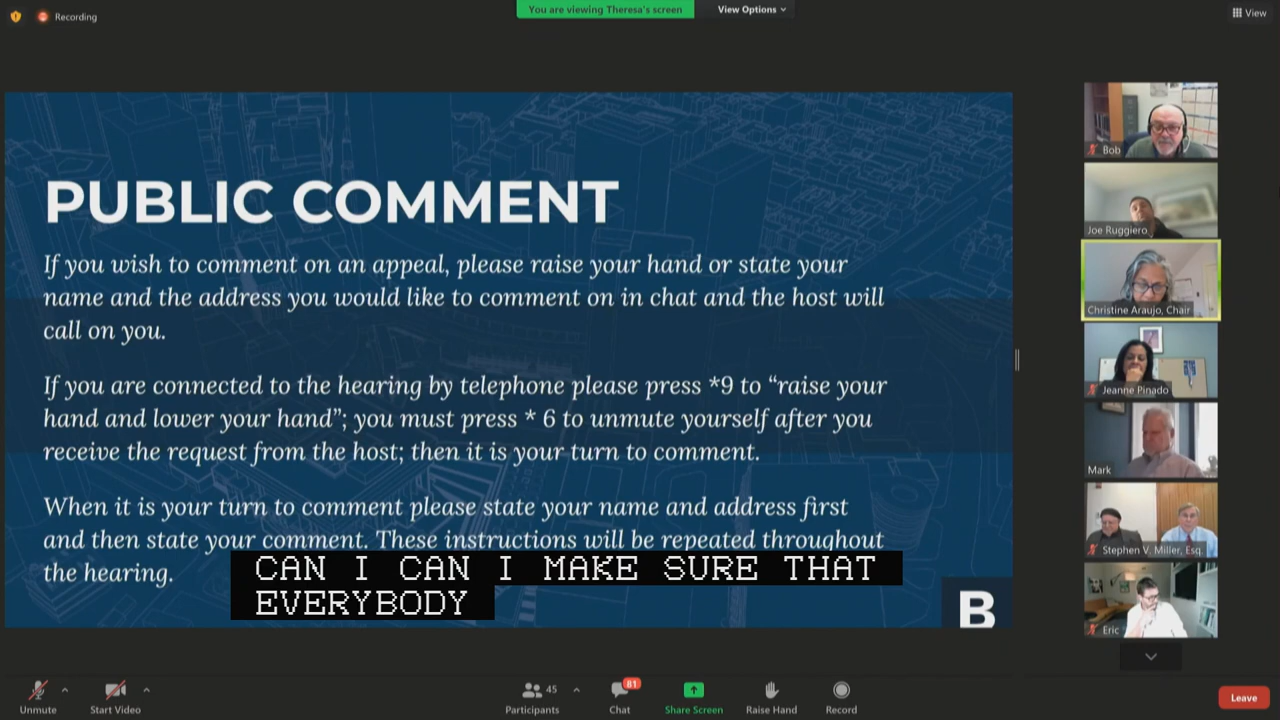 Recording
You are viewing Theresa's screen
View Options
View
PUBLIC COMMENT
If you wish to comment on an appeal, please raise your hand or state your
name and the address you would like to comment on in chat and the host will
call on you.
If you are connected to the hearing by telephone please press *9 to “raise your
hand and lower your hand”; you must press * 6 to unmute yourself after you
receive the request from the host; then it is your turn to comment.
When it is your turn to comment please state your name and address first
and then state your comment. These instructions will be repeated throughout
the hearing.
CAN I CAN I MAKE SURE THAT
EVERYBODY
B
Bob
Joe Ruggiero
Christine Araujo, Chair
Jeanne Pinado
Mark
Stephen V. Miller, Esq.
Eric
Unmute
Start Video
45
Participants
81
Chat
Share Screen
Raise Hand
Record
Leave